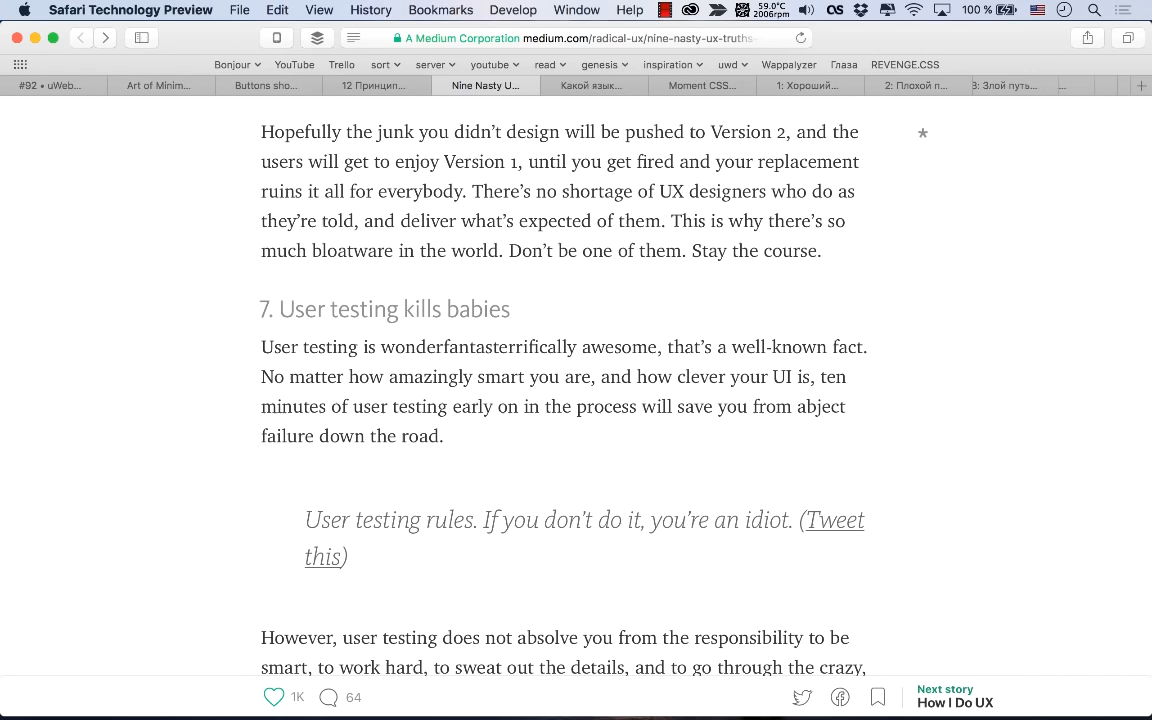 Safari Technology Preview File Edit View History Bookmarks Develop Window Help 59.0°C 2006rpm 100 %
A Medium Corporation medium.com/radical-ux/nine-nasty-ux-truths-
Bonjour YouTube Trello sort server youtube read genesis inspiration uwd Wappalyzer Глаза REVENGE.CSS
#92 • uWeb... Art of Minim... Buttons sho... 12 Принцип... Nine Nasty U... Какой язык... Moment CSS... 1: Хороший... 2: Плохой п... 3: Злой путь... ...
Hopefully the junk you didn’t design will be pushed to Version 2, and the *
users will get to enjoy Version 1, until you get fired and your replacement
ruins it all for everybody. There’s no shortage of UX designers who do as
they’re told, and deliver what’s expected of them. This is why there’s so
much bloatware in the world. Don’t be one of them. Stay the course.
7. User testing kills babies
User testing is wonderfantasterrifically awesome, that’s a well-known fact.
No matter how amazingly smart you are, and how clever your UI is, ten
minutes of user testing early on in the process will save you from abject
failure down the road.
User testing rules. If you don’t do it, you’re an idiot. (Tweet
this)
However, user testing does not absolve you from the responsibility to be
smart, to work hard, to sweat out the details, and to go through the crazy,
1K 64
Next story
How I Do UX